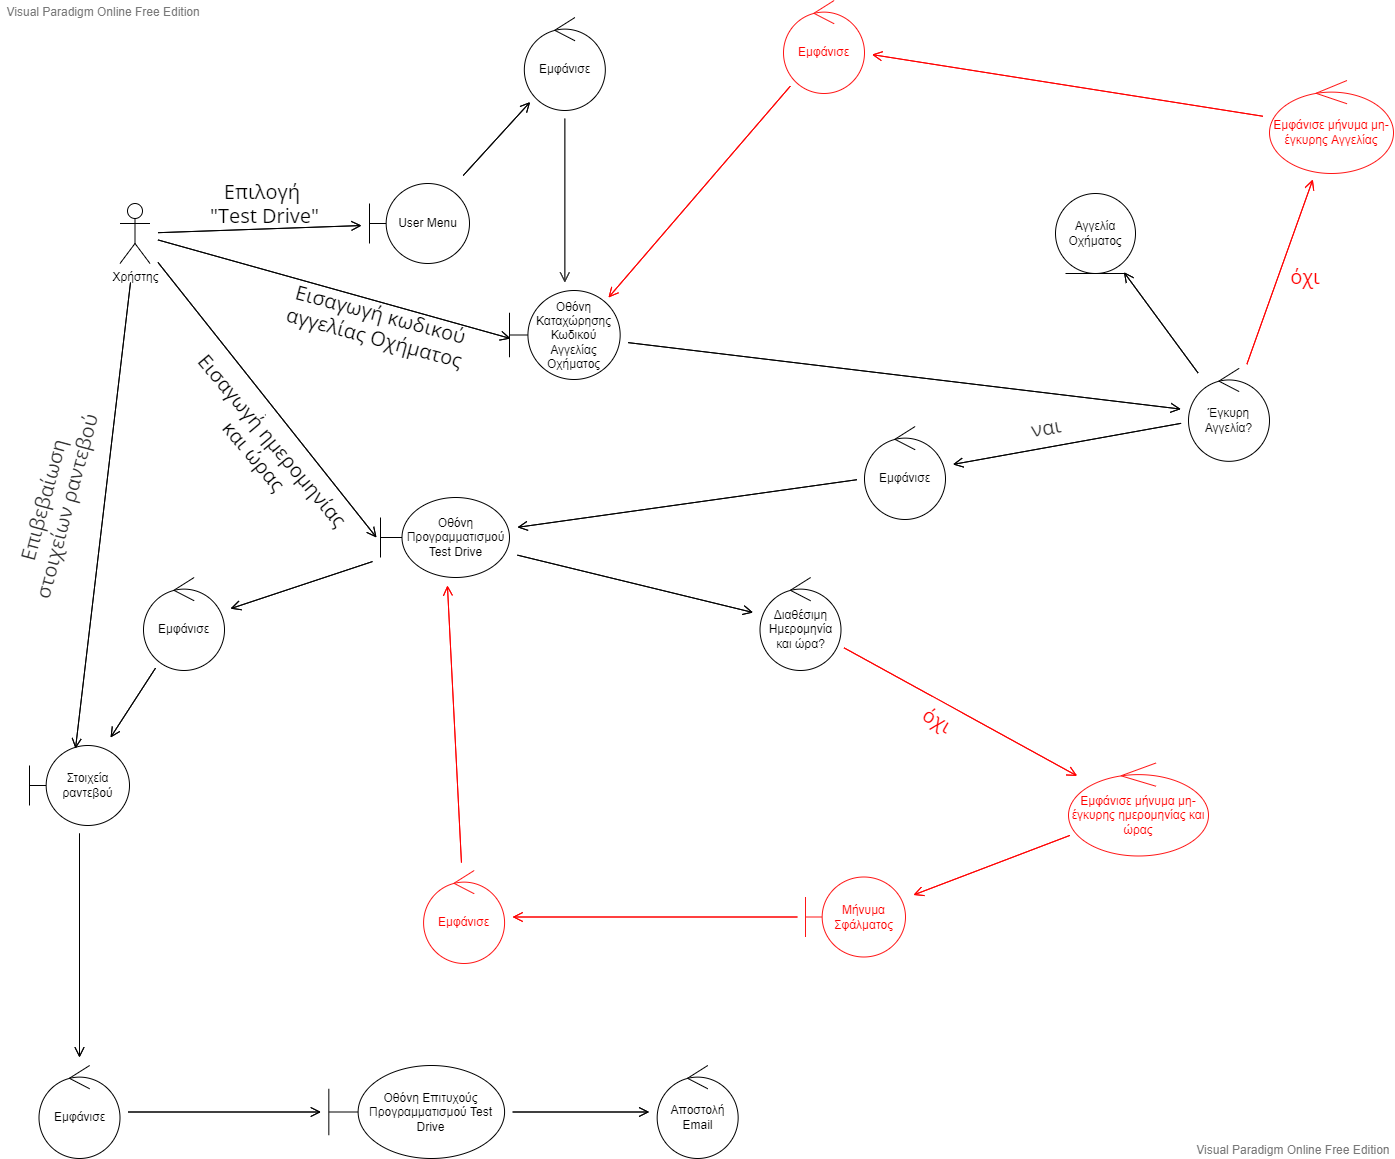 Visual Paradigm Online Free Edition
Εμφάνισε
Εμφάνισε
Εμφάνισε μήνυμα μη-
έγκυρης Αγγελίας
Επιλογή
"Test Drive"
User Menu
Αγγελία
Οχήματος
Χρήστης
όχι
Εισαγωγή κωδικού
αγγελίας Οχήματος
Οθόνη
Καταχώρησης
Κωδικού
Αγγελίας
Οχήματος
Έγκυρη
Αγγελία?
ναι
Εισαγωγή ημερομηνίας
και ώρας
Επιβεβαίωση
στοιχείων ραντεβού
Εμφάνισε
Οθόνη
Προγραμματισμού
Test Drive
Εμφάνισε
Διαθέσιμη
Ημερομηνία
και ώρα?
όχι
Στοιχεία
ραντεβού
Εμφάνισε μήνυμα μη-
έγκυρης ημερομηνίας και
ώρας
Εμφάνισε
Μήνυμα
Σφάλματος
Εμφάνισε
Οθόνη Επιτυχούς
Προγραμματισμού Test
Drive
Αποστολή
Email
Visual Paradigm Online Free Edition